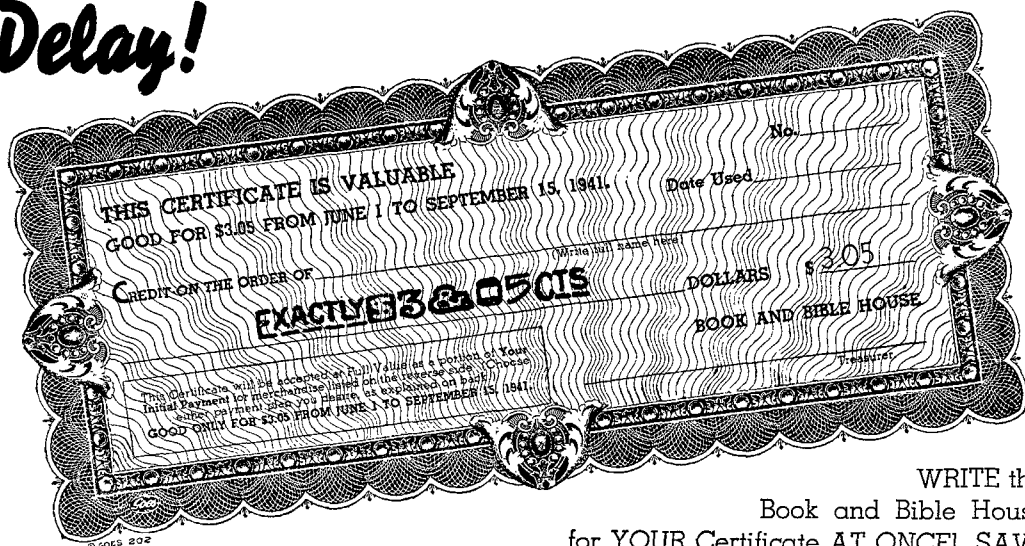 Delay!
No.
THIS CERTIFICATE IS VALUABLE
Date Used
GOOD FOR $3.05 FROM JUNE 1 TO SEPTEMBER 15, 1941.
CREDIT ON THE ORDER OF
(Write full name here)
EXACTLY $3 & 05 CTS
DOLLARS $ 3.05
BOOK AND BIBLE HOUSE
Treasurer
This Certificate will be accepted at Full Value as a portion of Your
Initial Payment for merchandise listed on the reverse side. Choose
either payment plan you desire, as explained on back.
GOOD ONLY FOR $3.05 FROM JUNE 1 TO SEPTEMBER 15, 1941.
GOES 202
WRITE th
Book and Bible Hous
for YOUR Certificate AT ONCE! SAV